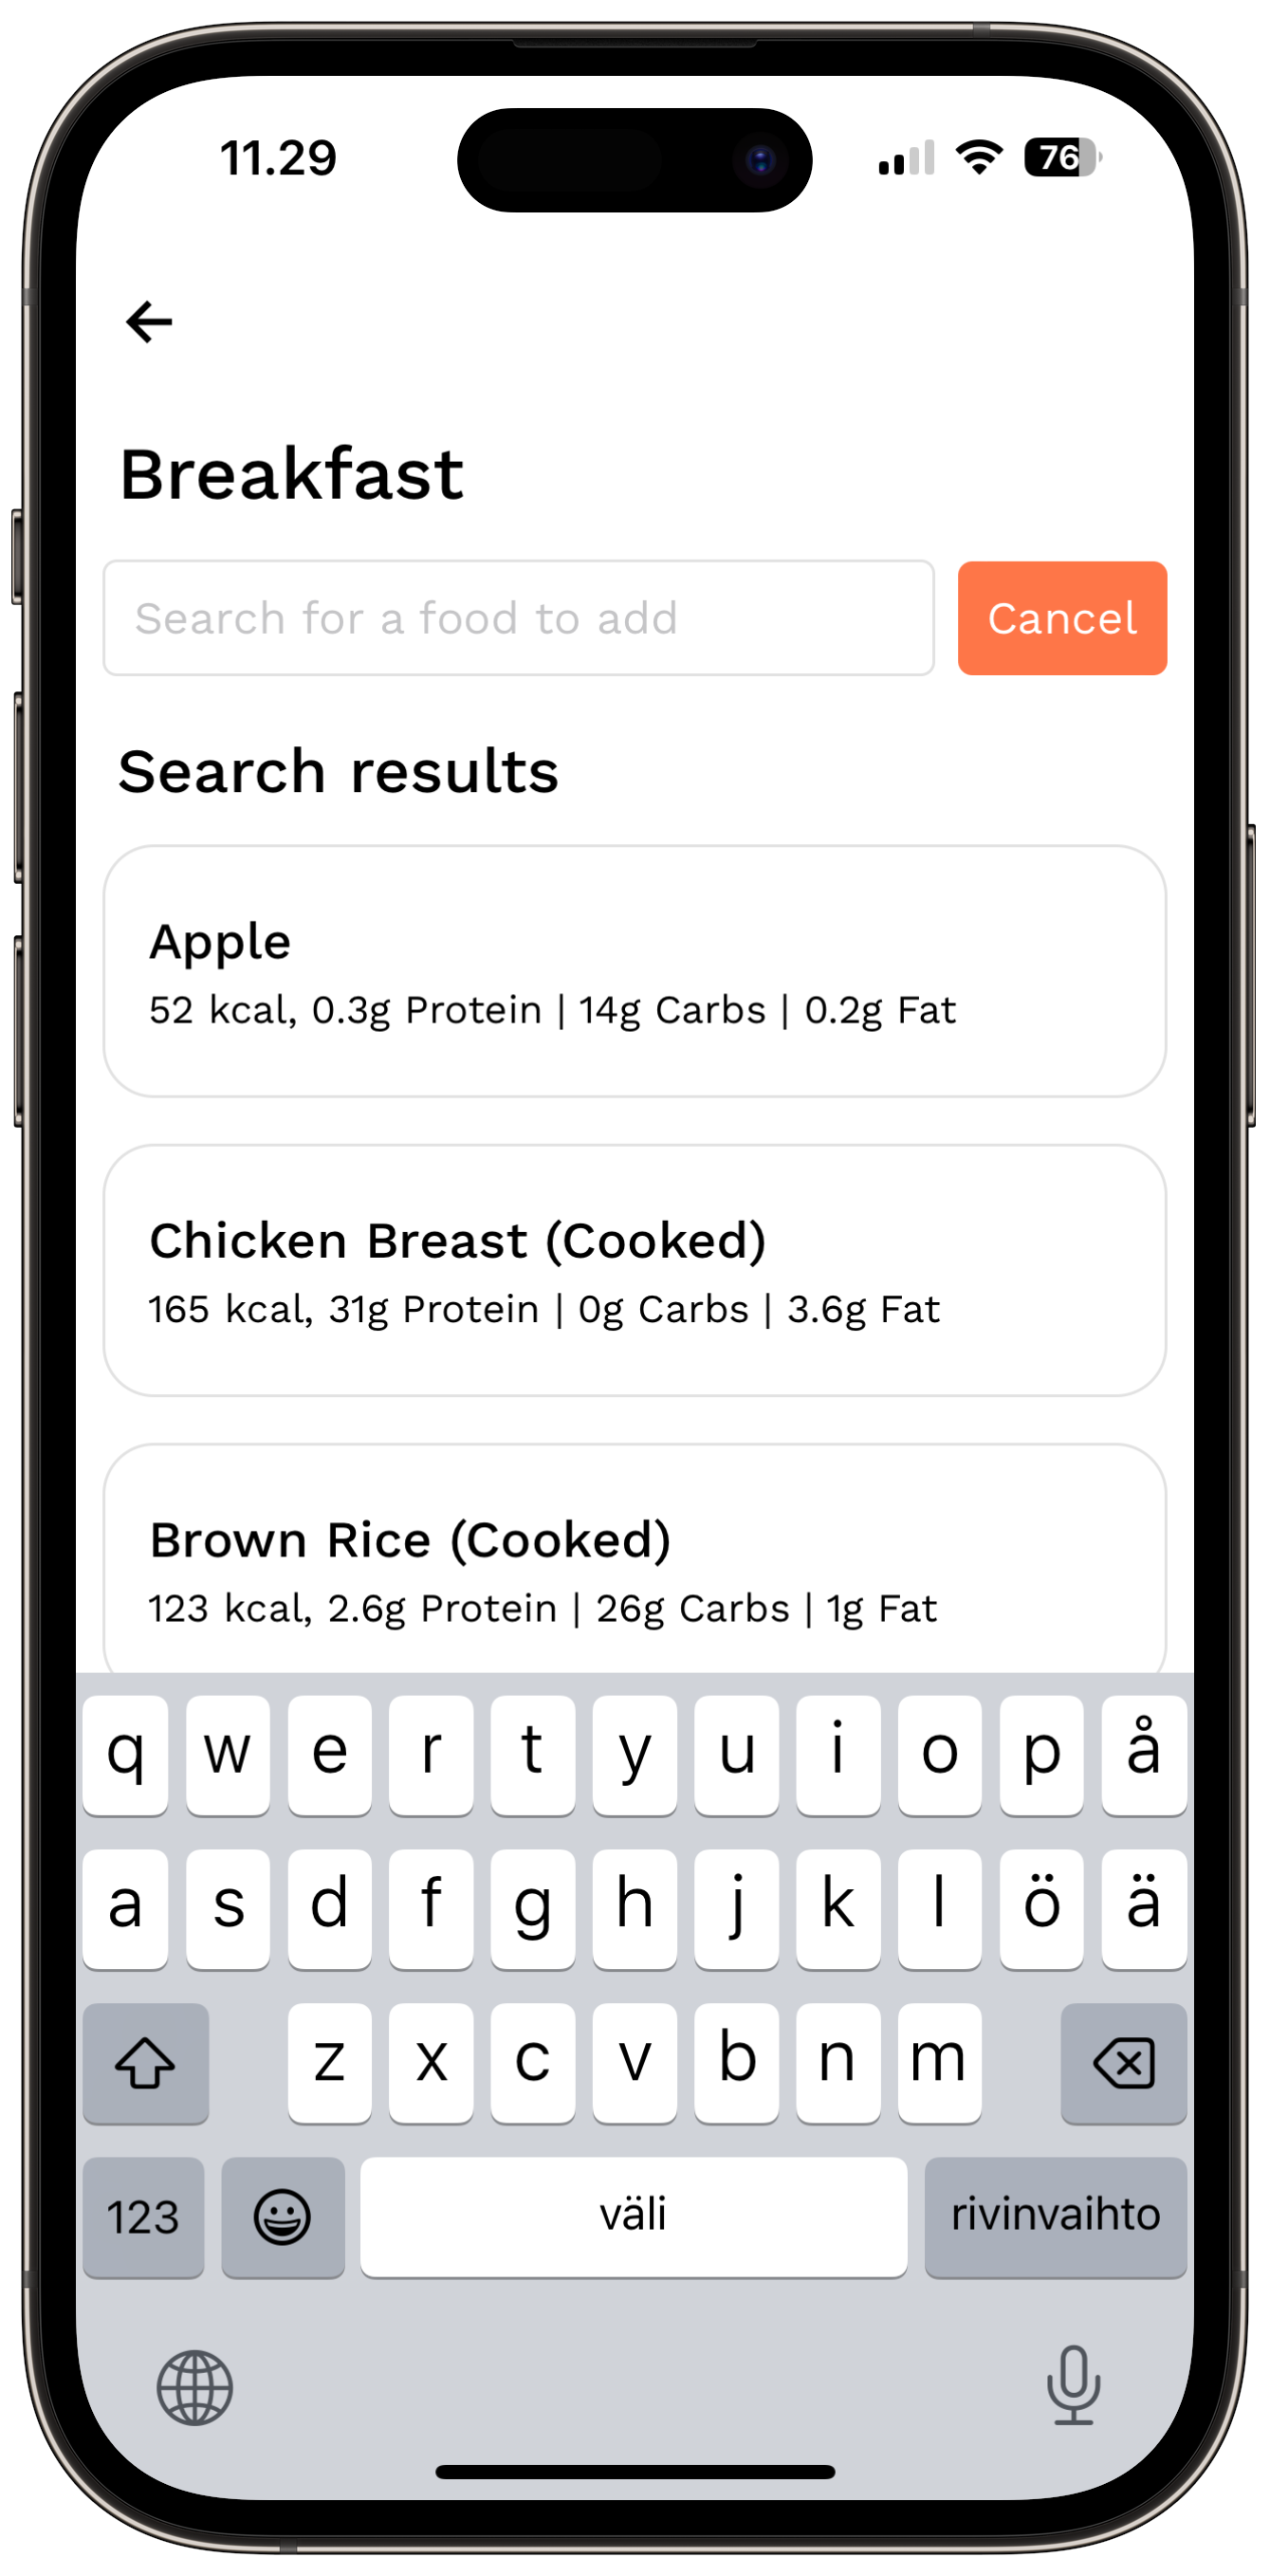 11.29
76
Breakfast
Search for a food to add
Cancel
Search results
Apple
52 kcal, 0.3g Protein | 14g Carbs | 0.2g Fat
Chicken Breast (Cooked)
165 kcal, 31g Protein | 0g Carbs | 3.6g Fat
Brown Rice (Cooked)
123 kcal, 2.6g Protein | 26g Carbs | 1g Fat
q w e r t y u i o p å
a s d f g h j k l ö ä
z x c v b n m
123 väli rivinvaihto